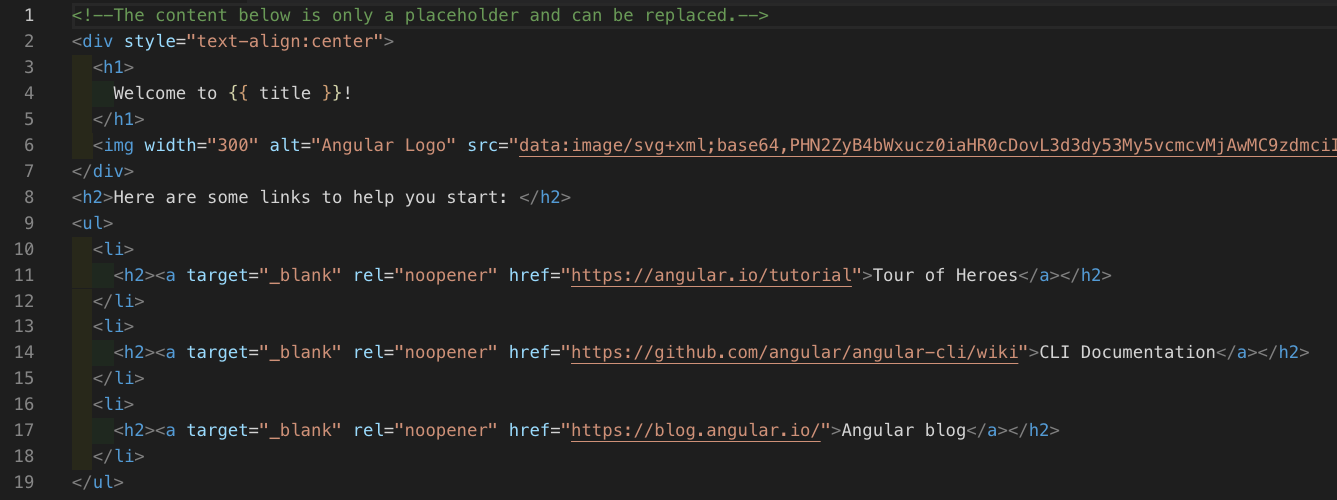 1 <!--The content below is only a placeholder and can be replaced.-->
2 <div style="text-align:center">
3   <h1>
4     Welcome to {{ title }}!
5   </h1>
6   <img width="300" alt="Angular Logo" src="data:image/svg+xml;base64,PHN2ZyB4bWxucz0iaHR0cDovL3d3dy53My5vcmcvMjAwMC9zdmciI
7 </div>
8 <h2>Here are some links to help you start: </h2>
9 <ul>
10   <li>
11     <h2><a target="_blank" rel="noopener" href="https://angular.io/tutorial">Tour of Heroes</a></h2>
12   </li>
13   <li>
14     <h2><a target="_blank" rel="noopener" href="https://github.com/angular/angular-cli/wiki">CLI Documentation</a></h2>
15   </li>
16   <li>
17     <h2><a target="_blank" rel="noopener" href="https://blog.angular.io/">Angular blog</a></h2>
18   </li>
19 </ul>